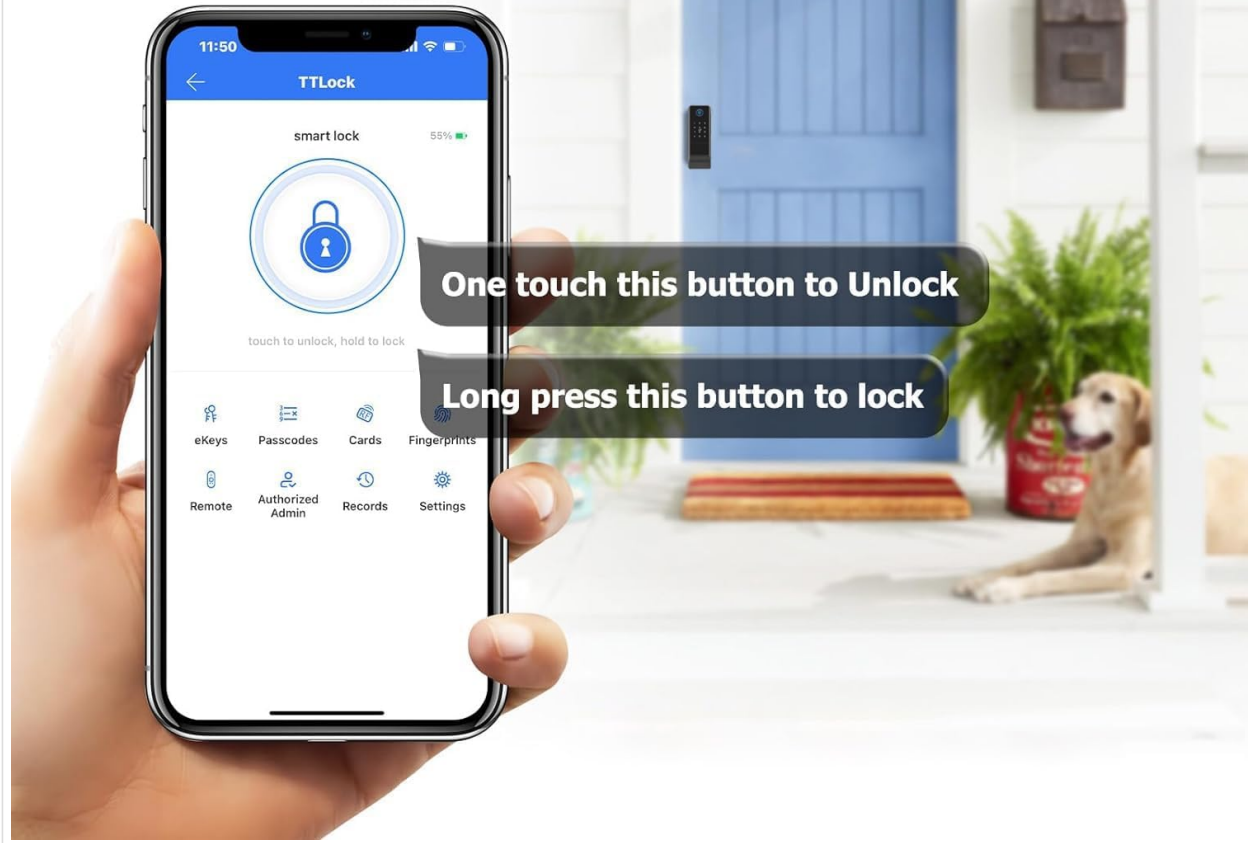 11:50
TTLock
smart lock
55%
touch to unlock, hold to lock
One touch this button to Unlock
Long press this button to lock
eKeys
Passcodes
Cards
Fingerprints
Remote
Authorized
Admin
Records
Settings